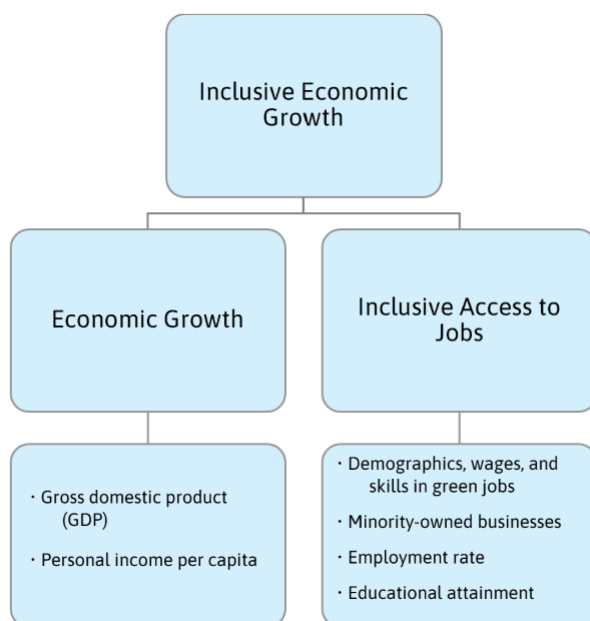 Inclusive Economic
Growth
Economic Growth
Inclusive Access to
Jobs
· Gross domestic product
(GDP)
· Personal income per capita
· Demographics, wages, and
skills in green jobs
· Minority-owned businesses
· Employment rate
· Educational attainment